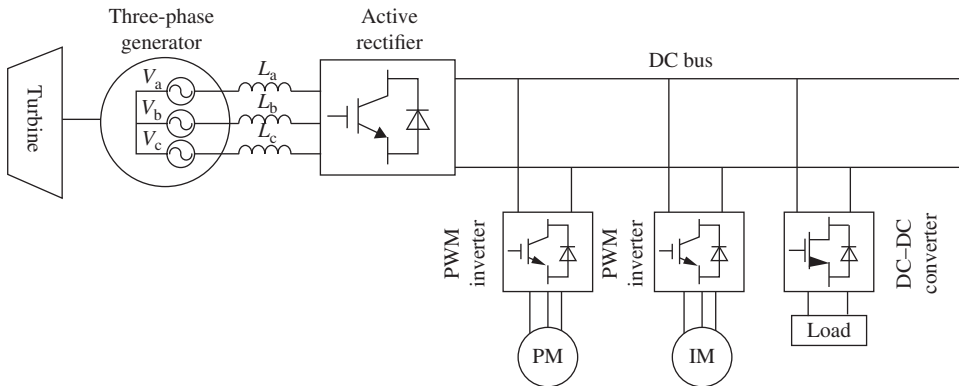 Three-phase
generator
Active
rectifier
Turbine
Va
Vb
Vc
La
Lb
Lc
DC bus
PWM
inverter
PWM
inverter
DC–DC
converter
PM
IM
Load